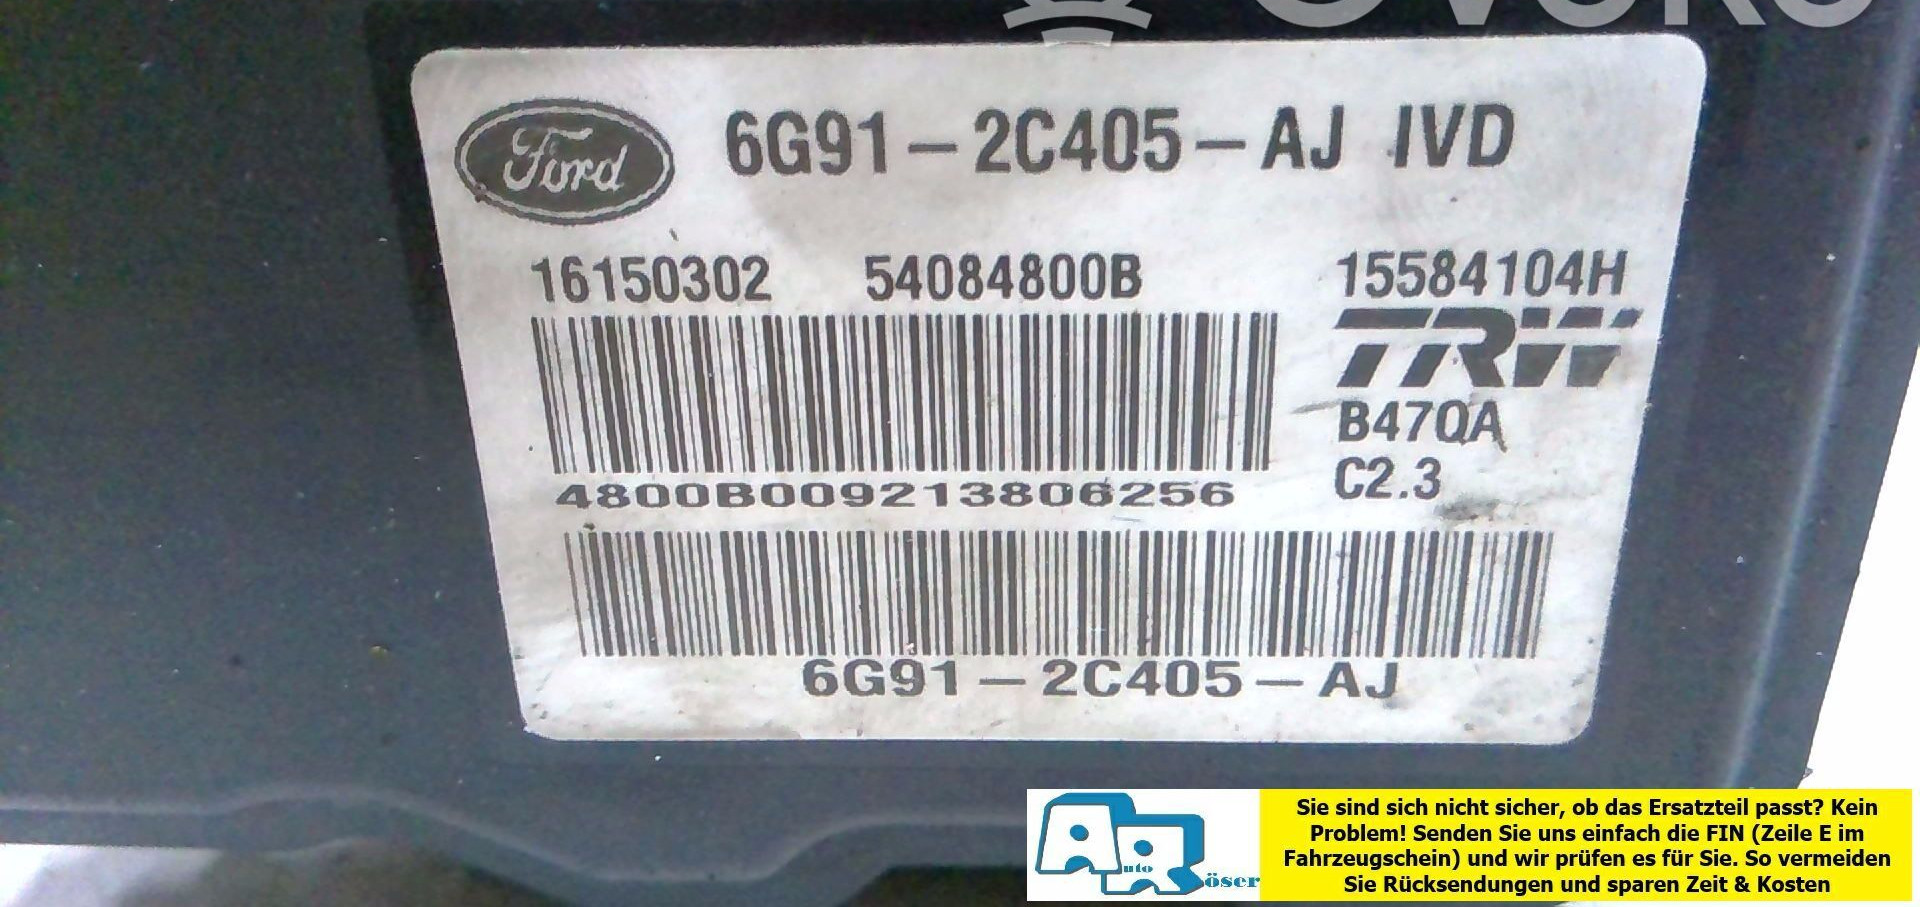 Ford 6G91-2C405-AJ IVD
16150302 54084800B 15584104H
TRW
B47QA
C2.3
4800B009213806256
6G91-2C405-AJ
Auto Röser
Sie sind sich nicht sicher, ob das Ersatzteil passt? Kein
Problem! Senden Sie uns einfach die FIN (Zeile E im
Fahrzeugschein) und wir prüfen es für Sie. So vermeiden
Sie Rücksendungen und sparen Zeit & Kosten